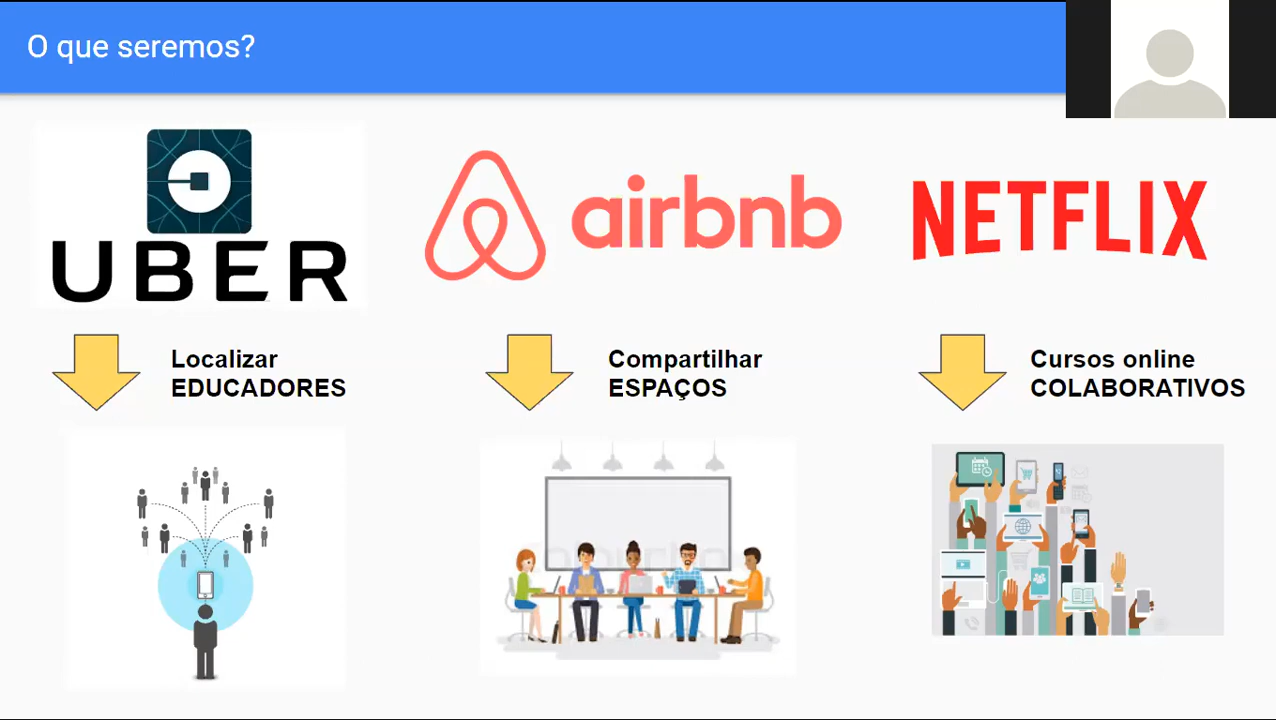 O que seremos?
UBER
airbnb
NETFLIX
Localizar
EDUCADORES
Compartilhar
ESPAÇOS
Cursos online
COLABORATIVOS